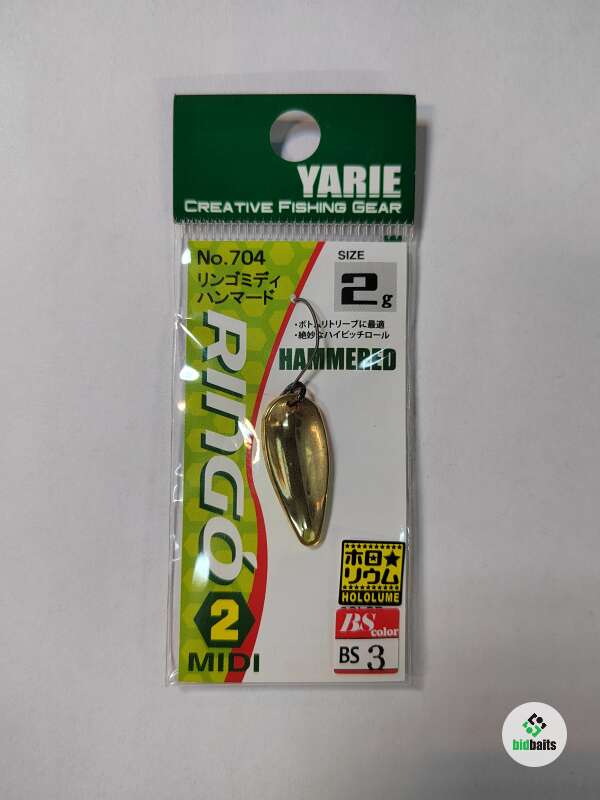 YARIE
CREATIVE FISHING GEAR
No.704
リンゴミディ
ハンマード
SIZE
2g
・ボトムリトリーブに最適
・絶妙なハイピッチロール
HAMMERED
RINGO
2
MIDI
ホロ★
リウム
HOLOLUME
BS color
BS 3
bidbaits